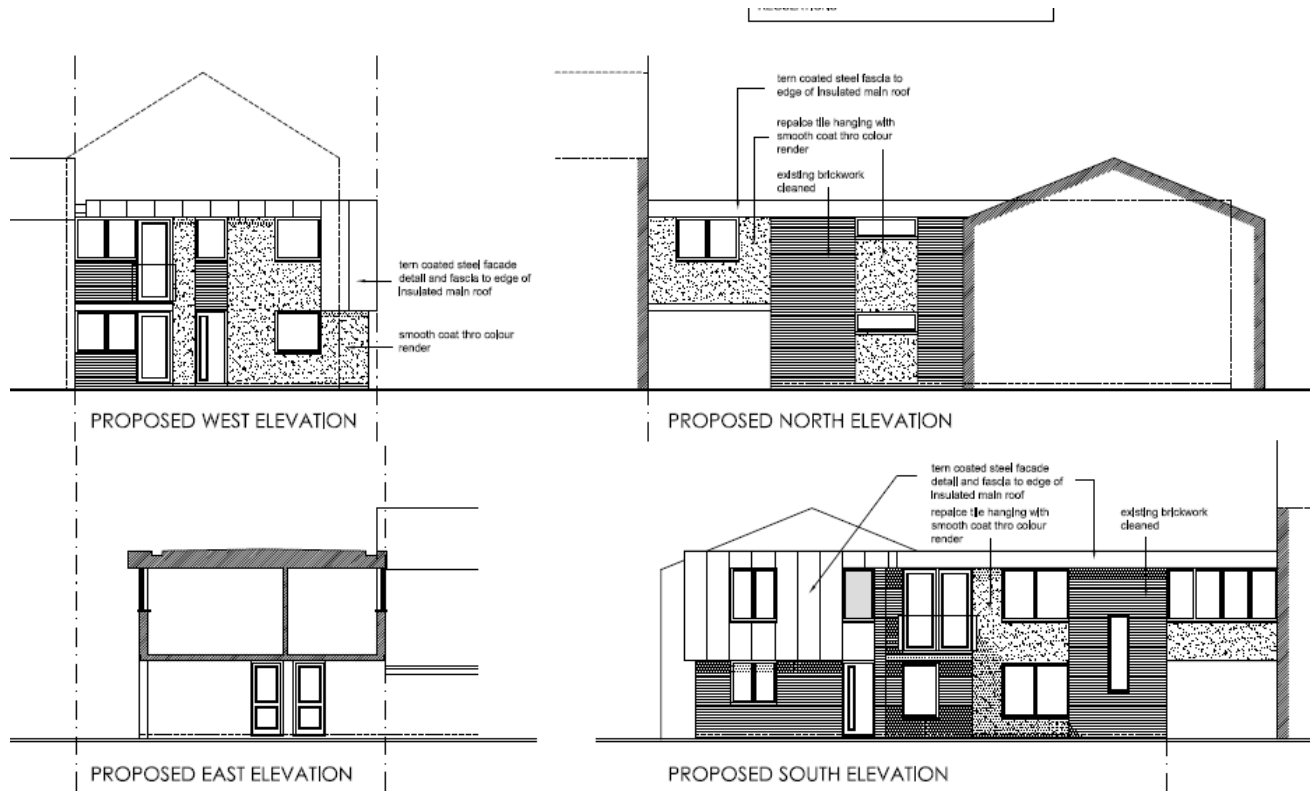 tern coated steel fascia to
edge of insulated main roof
repalce tile hanging with
smooth coat thro colour
render
existing brickwork
cleaned
tern coated steel facade
detail and fascia to edge of
insulated main roof
smooth coat thro colour
render
PROPOSED WEST ELEVATION
PROPOSED NORTH ELEVATION
tern coated steel facade
detail and fascia to edge of
insulated main roof
repalce tile hanging with
smooth coat thro colour
render
existing brickwork
cleaned
PROPOSED EAST ELEVATION
PROPOSED SOUTH ELEVATION